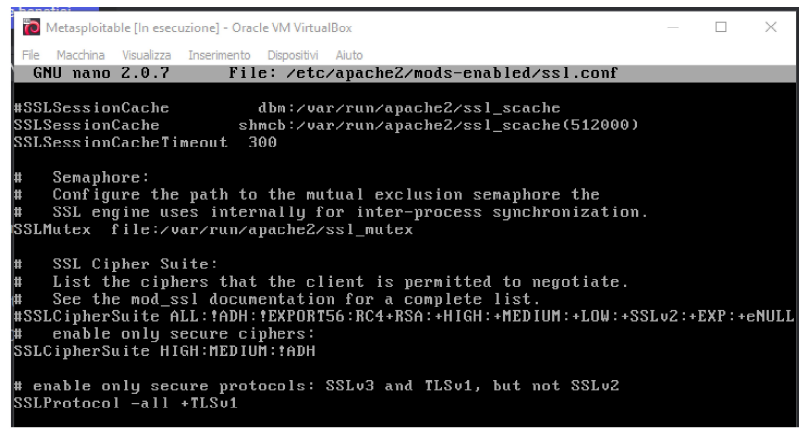 Metasploitable [In esecuzione] - Oracle VM VirtualBox
File Macchina Visualizza Inserimento Dispositivi Aiuto
GNU nano 2.0.7 File: /etc/apache2/mods-enabled/ssl.conf
#SSLSessionCache dbm:/var/run/apache2/ssl_scache
SSLSessionCache shmcb:/var/run/apache2/ssl_scache(512000)
SSLSessionCacheTimeout 300
# Semaphore:
# Configure the path to the mutual exclusion semaphore the
# SSL engine uses internally for inter-process synchronization.
SSLMutex file:/var/run/apache2/ssl_mutex
# SSL Cipher Suite:
# List the ciphers that the client is permitted to negotiate.
# See the mod_ssl documentation for a complete list.
#SSLCipherSuite ALL:!ADH:!EXPORT56:RC4+RSA:+HIGH:+MEDIUM:+LOW:+SSLv2:+EXP:+eNULL
# enable only secure ciphers:
SSLCipherSuite HIGH:MEDIUM:!ADH
# enable only secure protocols: SSLv3 and TLSv1, but not SSLv2
SSLProtocol -all +TLSv1